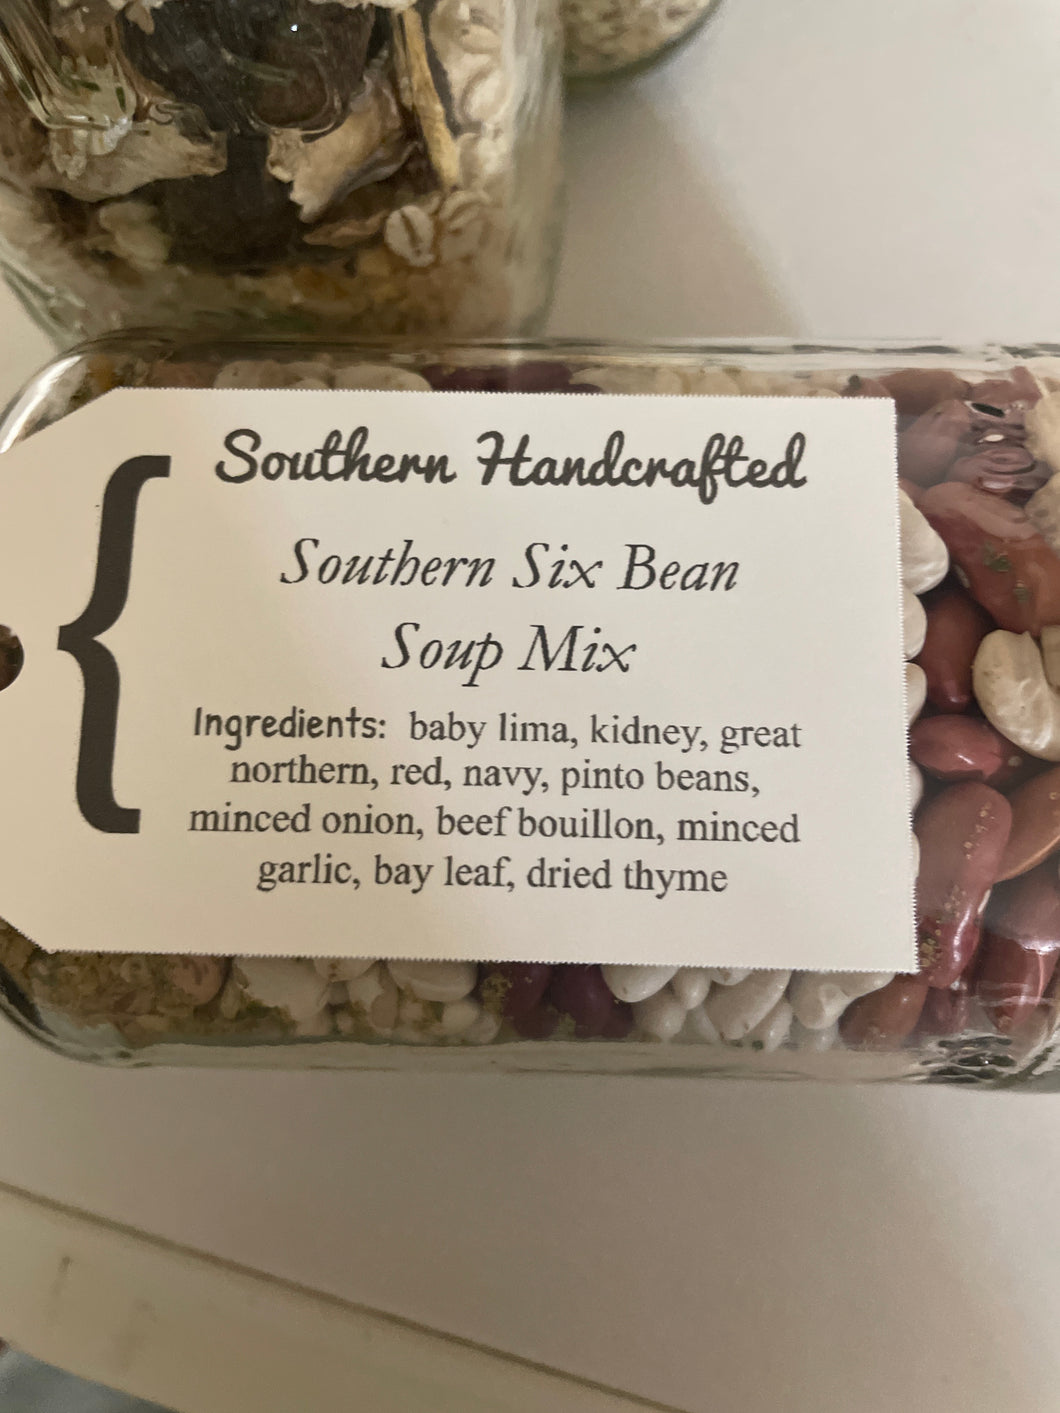 Southern Handcrafted
Southern Six Bean
Soup Mix
Ingredients: baby lima, kidney, great
northern, red, navy, pinto beans,
minced onion, beef bouillon, minced
garlic, bay leaf, dried thyme